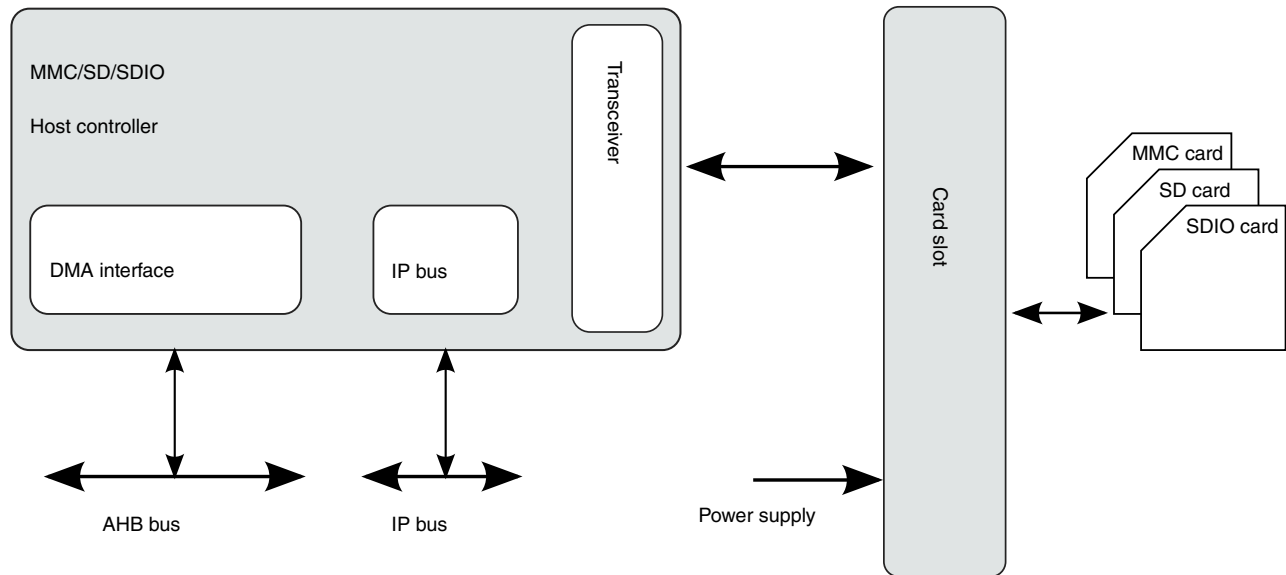 MMC/SD/SDIO
Host controller
Transceiver
DMA interface
IP bus
AHB bus
IP bus
Power supply
Card slot
MMC card
SD card
SDIO card